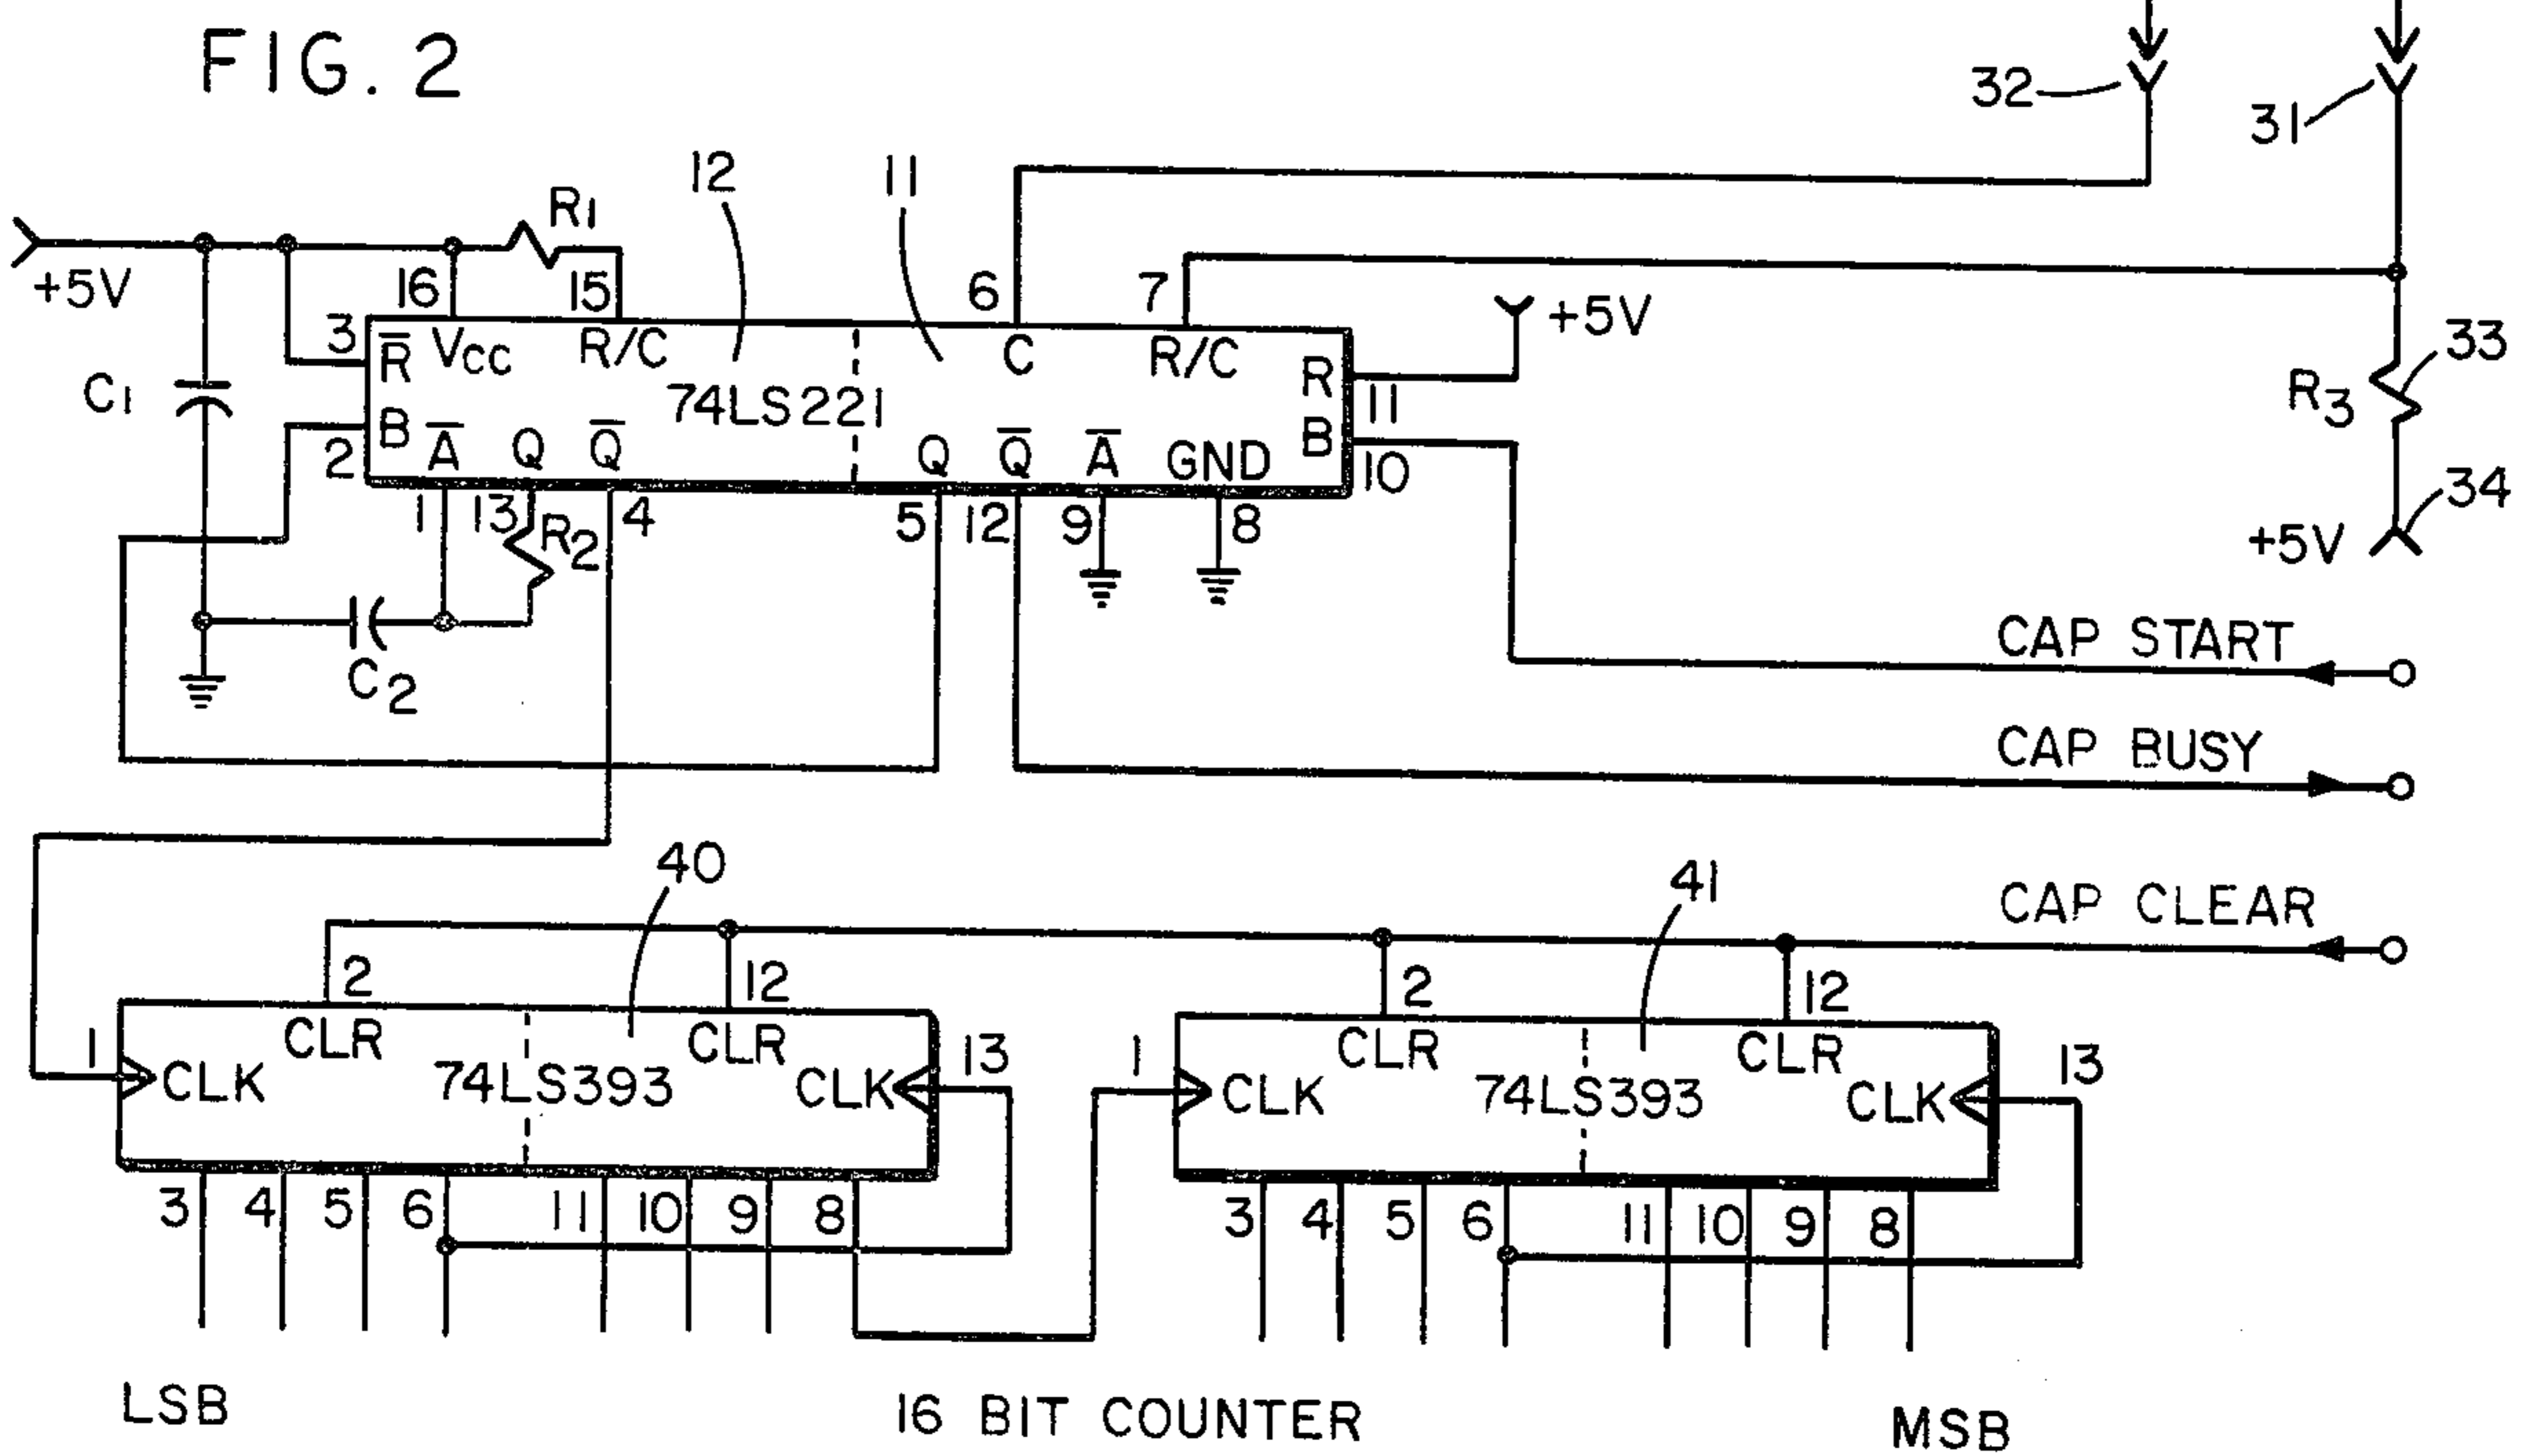 FIG. 2
32
31
12
11
R1
+5V
16
15
6
7
+5V
3
R̅
VCC
R/C
C
R/C
R
11
33
C1
74LS221
R3
2
B
A̅
Q
Q̅
Q
Q̅
A̅
GND
B
10
1
13
R2
4
5
12
9
8
34
+5V
C2
CAP START
CAP BUSY
40
41
CAP CLEAR
2
12
2
12
1
CLK
CLR
74LS393
CLR
CLK
13
1
CLK
CLR
74LS393
CLR
CLK
13
3
4
5
6
11
10
9
8
3
4
5
6
11
10
9
8
LSB
16 BIT COUNTER
MSB